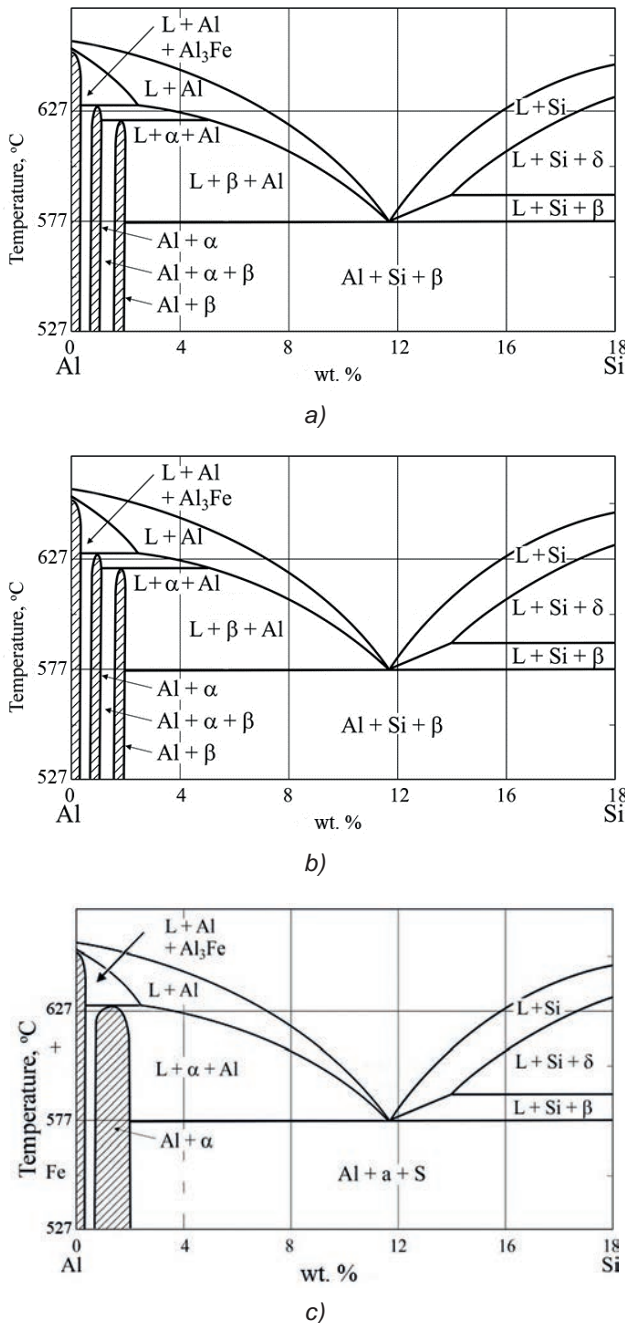 L + Al
+ Al₃Fe
L + Al
627
L + Si
L + α + Al
Temperature, °C
L + Si + δ
L + β + Al
L + Si + β
577
Al + α
Al + α + β
Al + Si + β
Al + β
527
0 4 8 12 16 18
Al wt. % Si
a)
L + Al
+ Al₃Fe
L + Al
627
L + Si
L + α + Al
Temperature, °C
L + Si + δ
L + β + Al
L + Si + β
577
Al + α
Al + α + β
Al + Si + β
Al + β
527
0 4 8 12 16 18
Al wt. % Si
b)
L + Al
+ Al₃Fe
L + Al
627
L + Si
Temperature, °C
+
L + α + Al
L + Si + δ
L + Si + β
577
Al + α
Fe
Al + a + S
527
0 4 8 12 16 18
Al wt. % Si
c)